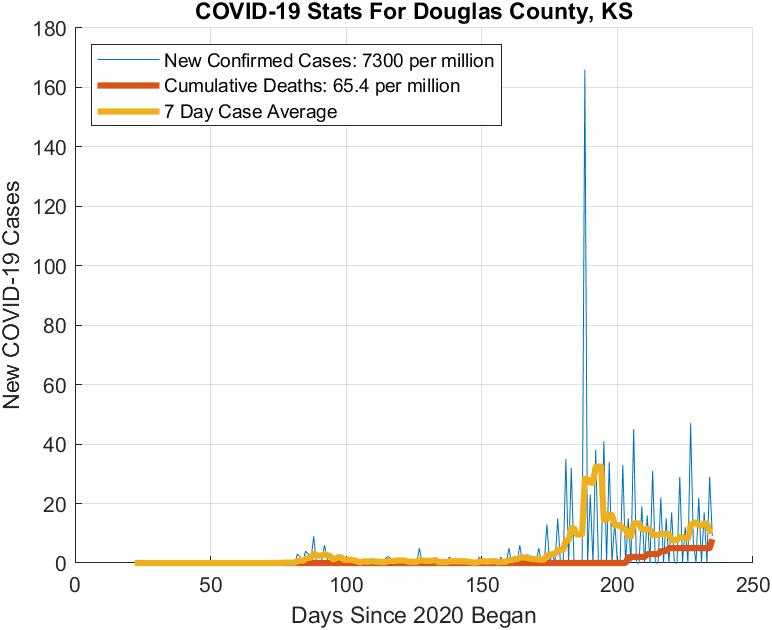 COVID-19 Stats For Douglas County, KS
180
160
140
120
100
80
60
40
20
0
New COVID-19 Cases
New Confirmed Cases: 7300 per million
Cumulative Deaths: 65.4 per million
7 Day Case Average
0 50 100 150 200 250
Days Since 2020 Began